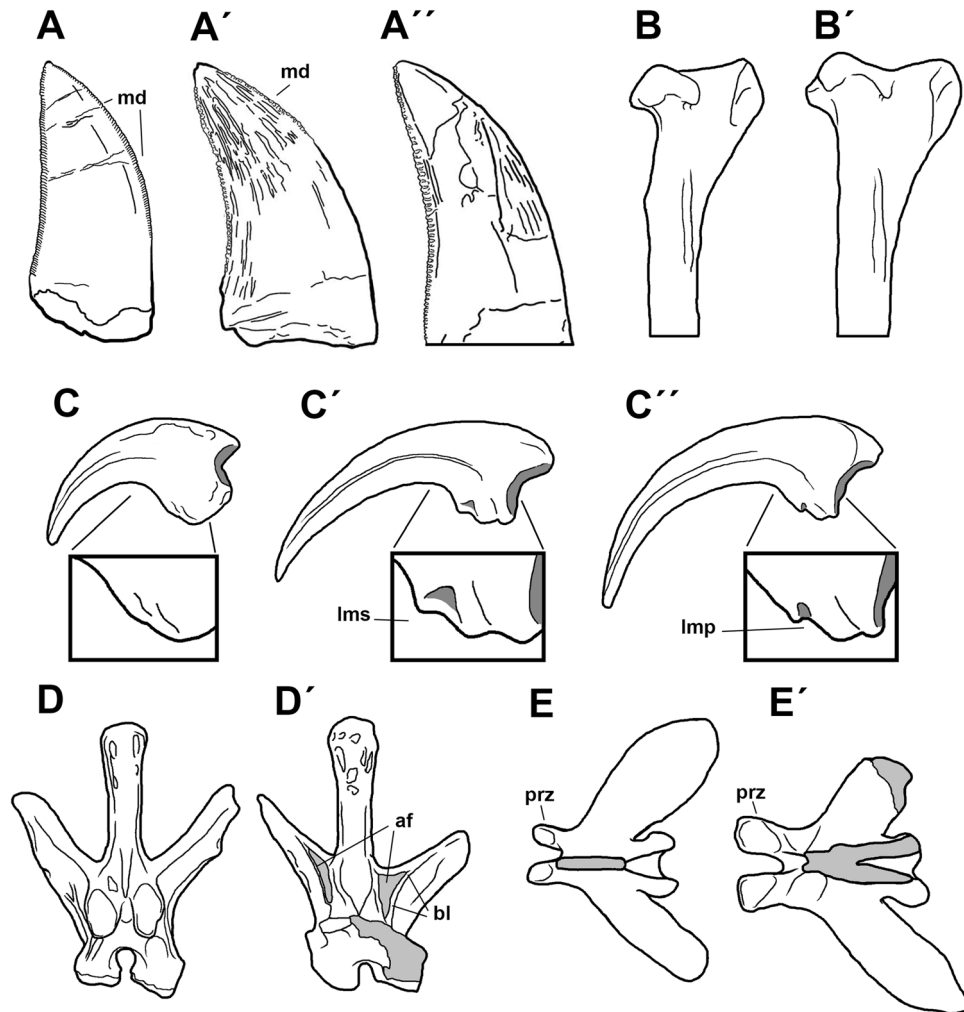 A A´ A´´ B B´
md md
C C´ C´´
lms lmp
D D´ E E´
prz prz
af
bl